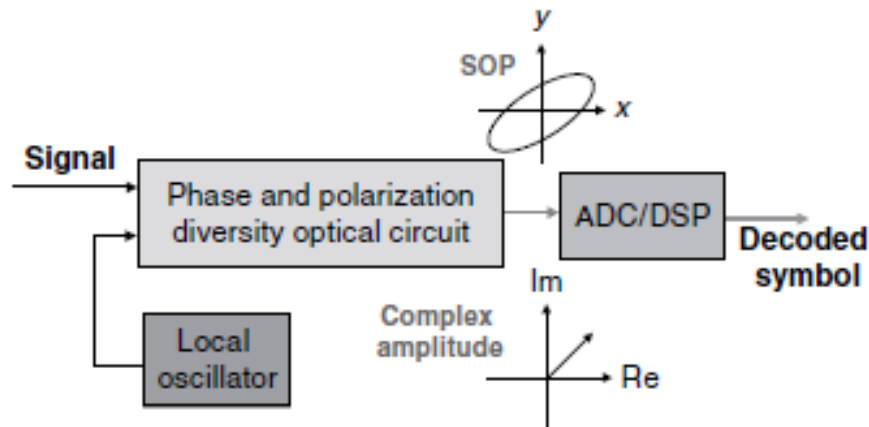 y
SOP
x
Signal
Phase and polarization
diversity optical circuit
ADC/DSP
Decoded
symbol
Im
Complex
amplitude
Re
Local
oscillator